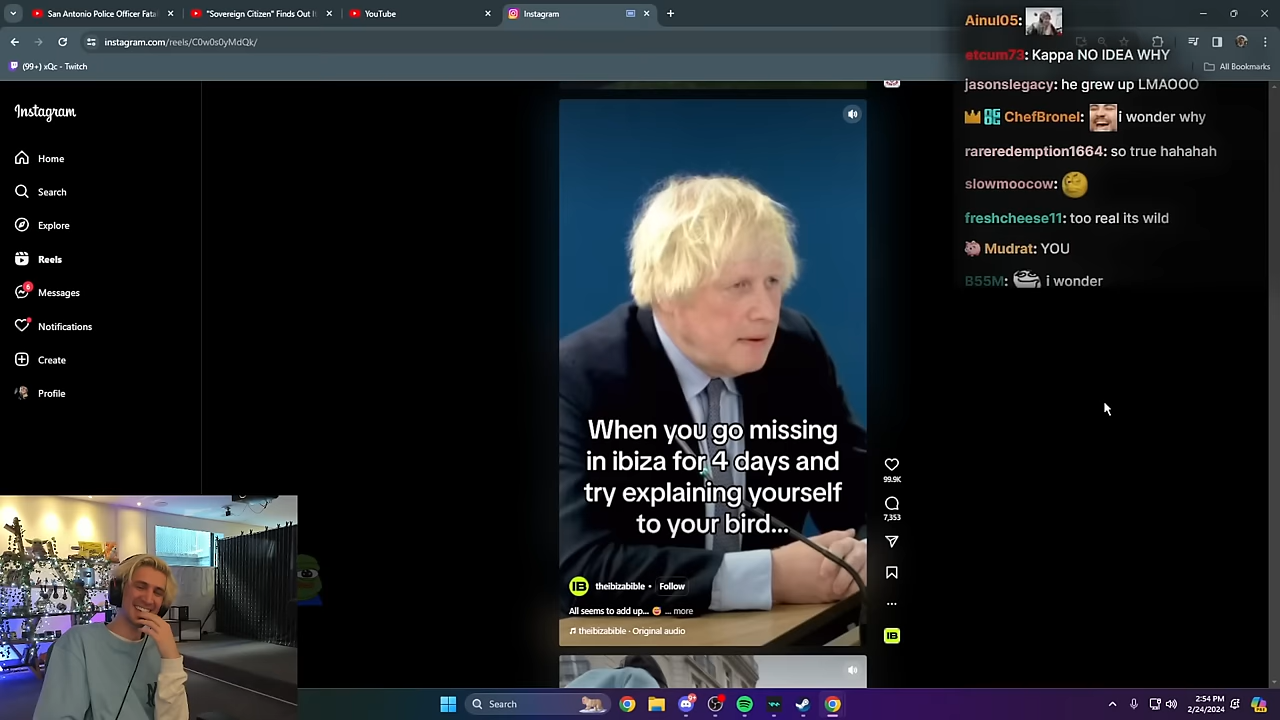 San Antonio Police Officer Fata
"Sovereign Citizen" Finds Out I
YouTube
Instagram
instagram.com/reels/C0w0s0yMdQk/
(99+) xQc - Twitch
All Bookmarks
Instagram
Home
Search
Explore
Reels
6
Messages
Notifications
Create
Profile
When you go missing
in ibiza for 4 days and
try explaining yourself
to your bird...
IB theibizabible • Follow
All seems to add up... ... more
theibizabible · Original audio
99.9K
7,353
IB
Ainul05:
etcum73: Kappa NO IDEA WHY
jasonslegacy: he grew up LMAOOO
ChefBronel: i wonder why
rareredemption1664: so true hahahah
slowmoocow:
freshcheese11: too real its wild
Mudrat: YOU
B55M: i wonder
Search
2:54 PM
2/24/2024